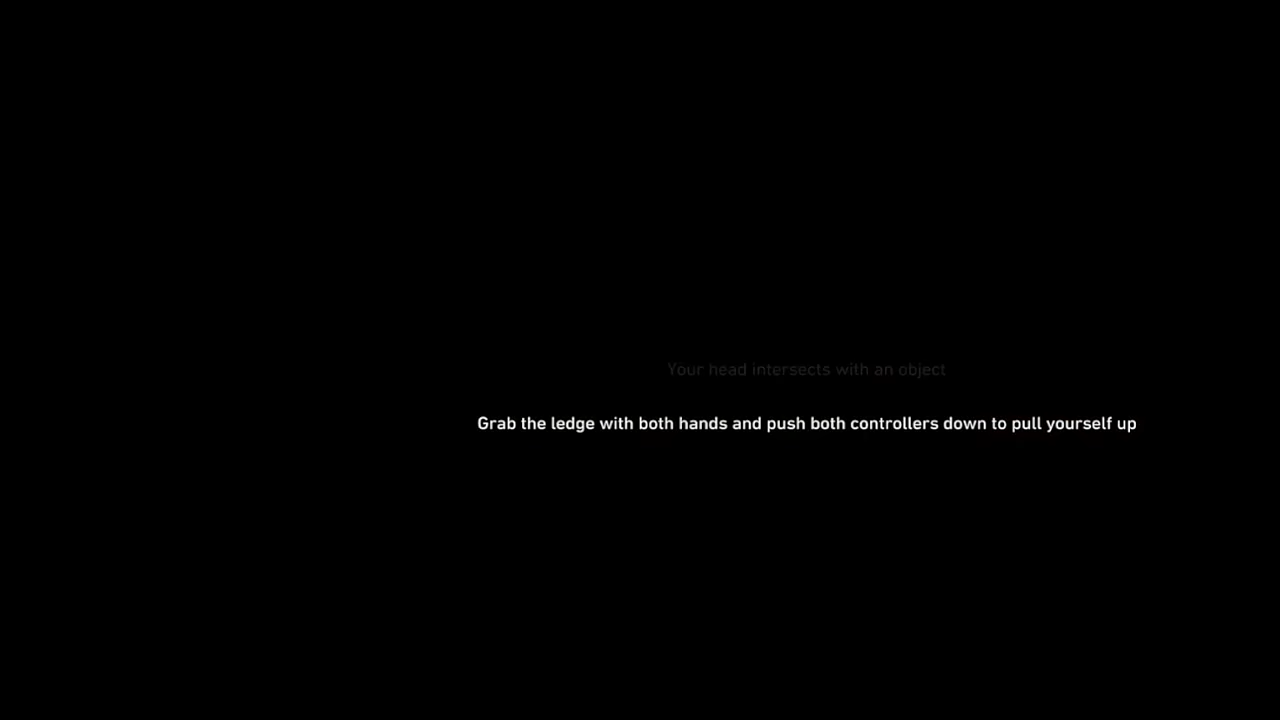 Your head intersects with an object
Grab the ledge with both hands and push both controllers down to pull yourself up